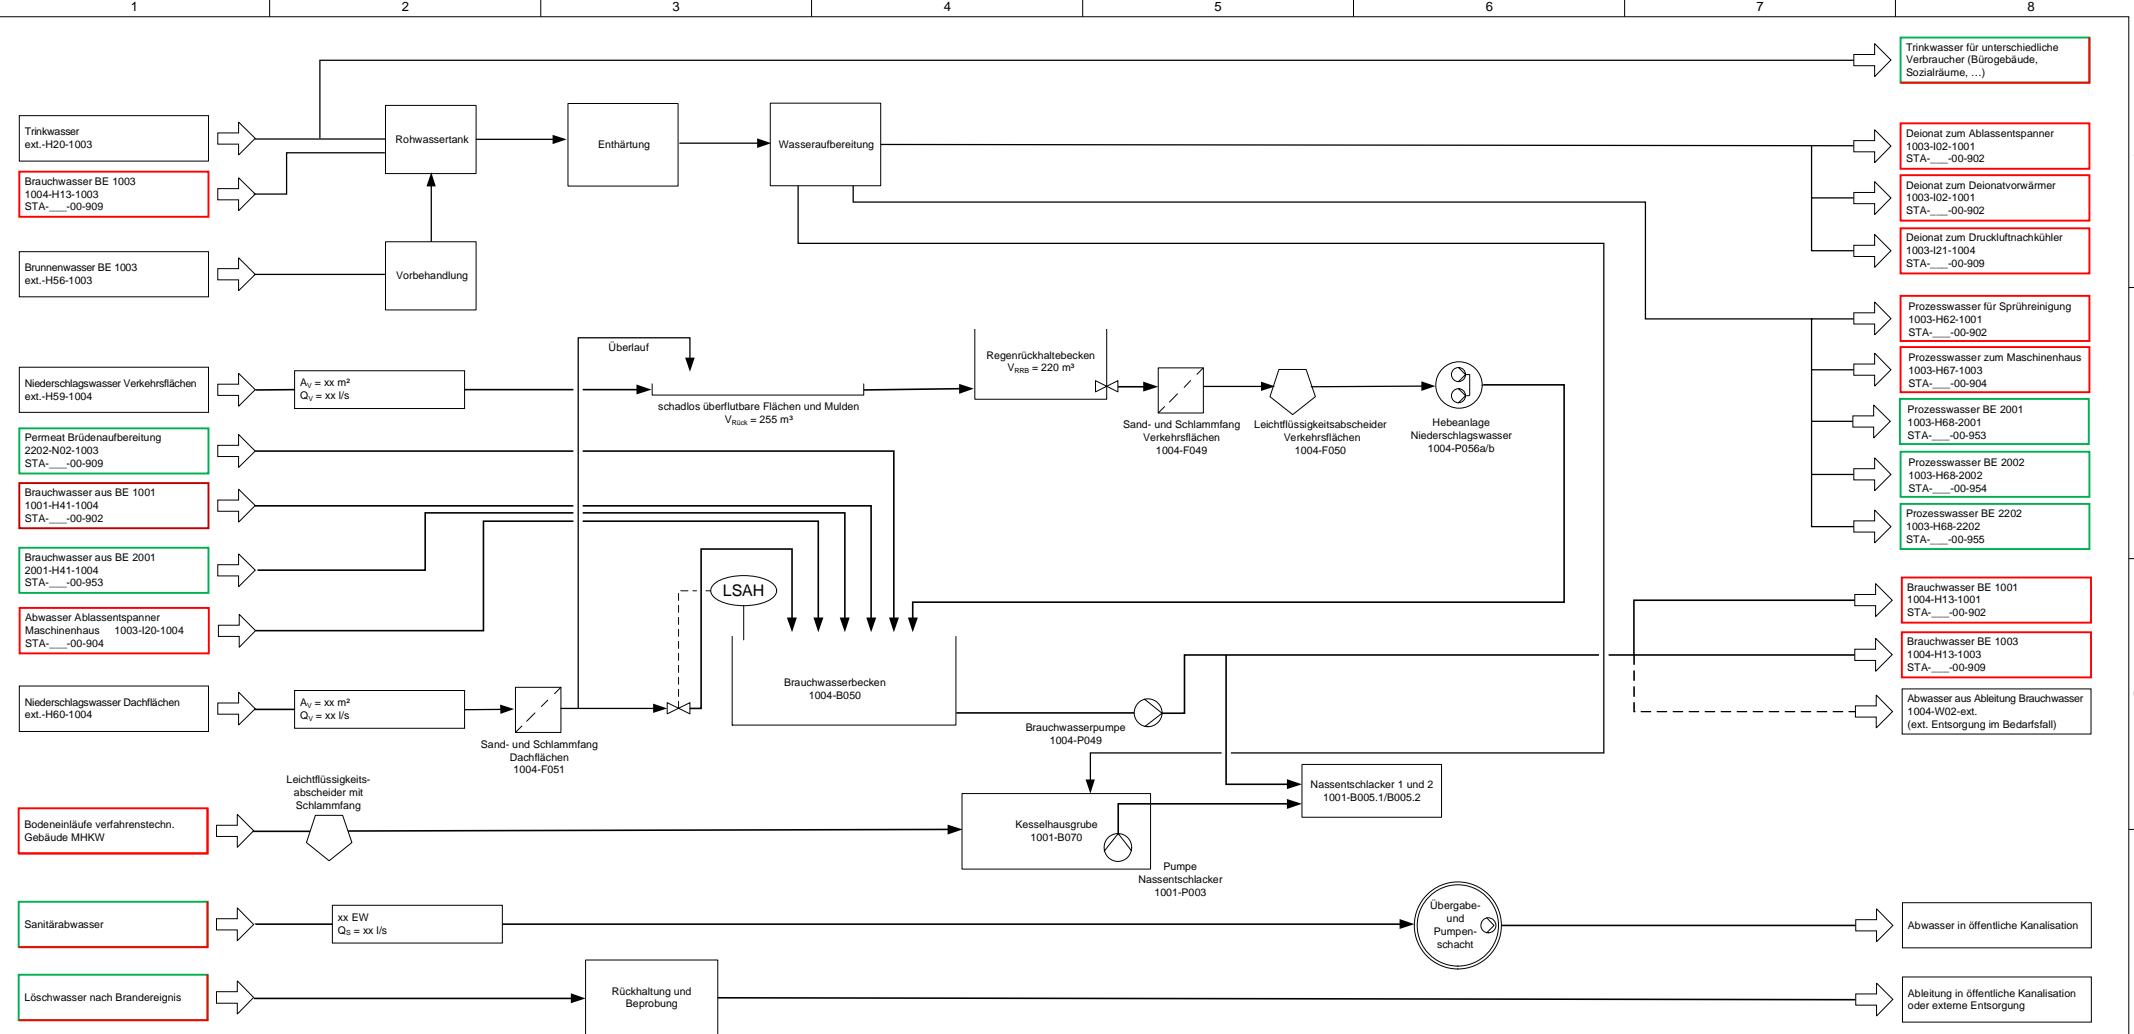 1
2
3
4
5
6
7
8
Trinkwasser für unterschiedliche
Verbraucher (Bürogebäude,
Sozialräume, ...)
Trinkwasser
ext.-H20-1003
Rohwassertank
Enthärtung
Wasseraufbereitung
Deionat zum Ablassentspanner
1003-I02-1001
STA-___-00-902
Brauchwasser BE 1003
1004-H13-1003
STA-___-00-909
Deionat zum Deionatvorwärmer
1003-I02-1001
STA-___-00-902
Deionat zum Druckluftnachkühler
1003-I21-1004
STA-___-00-909
Brunnenwasser BE 1003
ext.-H56-1003
Vorbehandlung
Prozesswasser für Sprühreinigung
1003-H62-1001
STA-___-00-902
Überlauf
Regenrückhaltebecken
VRRB = 220 m³
Prozesswasser zum Maschinenhaus
1003-H67-1003
STA-___-00-904
Niederschlagswasser Verkehrsflächen
ext.-H59-1004
AV = xx m²
QV = xx l/s
schadlos überflutbare Flächen und Mulden
VRück = 255 m³
Sand- und Schlammfang
Verkehrsflächen
1004-F049
Leichtflüssigkeitsabscheider
Verkehrsflächen
1004-F050
Hebeanlage
Niederschlagswasser
1004-P056a/b
Prozesswasser BE 2001
1003-H68-2001
STA-___-00-953
Permeat Brüdenaufbereitung
2202-N02-1003
STA-___-00-909
Prozesswasser BE 2002
1003-H68-2002
STA-___-00-954
Brauchwasser aus BE 1001
1001-H41-1004
STA-___-00-902
Prozesswasser BE 2202
1003-H68-2202
STA-___-00-955
Brauchwasser aus BE 2001
2001-H41-1004
STA-___-00-953
LSAH
Brauchwasser BE 1001
1004-H13-1001
STA-___-00-902
Abwasser Ablassentspanner
Maschinenhaus 1003-I20-1004
STA-___-00-904
Brauchwasser BE 1003
1004-H13-1003
STA-___-00-909
Brauchwasserbecken
1004-B050
Niederschlagswasser Dachflächen
ext.-H60-1004
AV = xx m²
QV = xx l/s
Sand- und Schlammfang
Dachflächen
1004-F051
Brauchwasserpumpe
1004-P049
Abwasser aus Ableitung Brauchwasser
1004-W02-ext.
(ext. Entsorgung im Bedarfsfall)
Leichtflüssigkeits-
abscheider mit
Schlammfang
Nassentschlacker 1 und 2
1001-B005.1/B005.2
Bodeneinläufe verfahrenstechn.
Gebäude MHKW
Kesselhausgrube
1001-B070
Pumpe
Nassentschlacker
1001-P003
Sanitärabwasser
xx EW
QS = xx l/s
Übergabe-
und
Pumpen-
schacht
Abwasser in öffentliche Kanalisation
Löschwasser nach Brandereignis
Rückhaltung und
Beprobung
Ableitung in öffentliche Kanalisation
oder externe Entsorgung